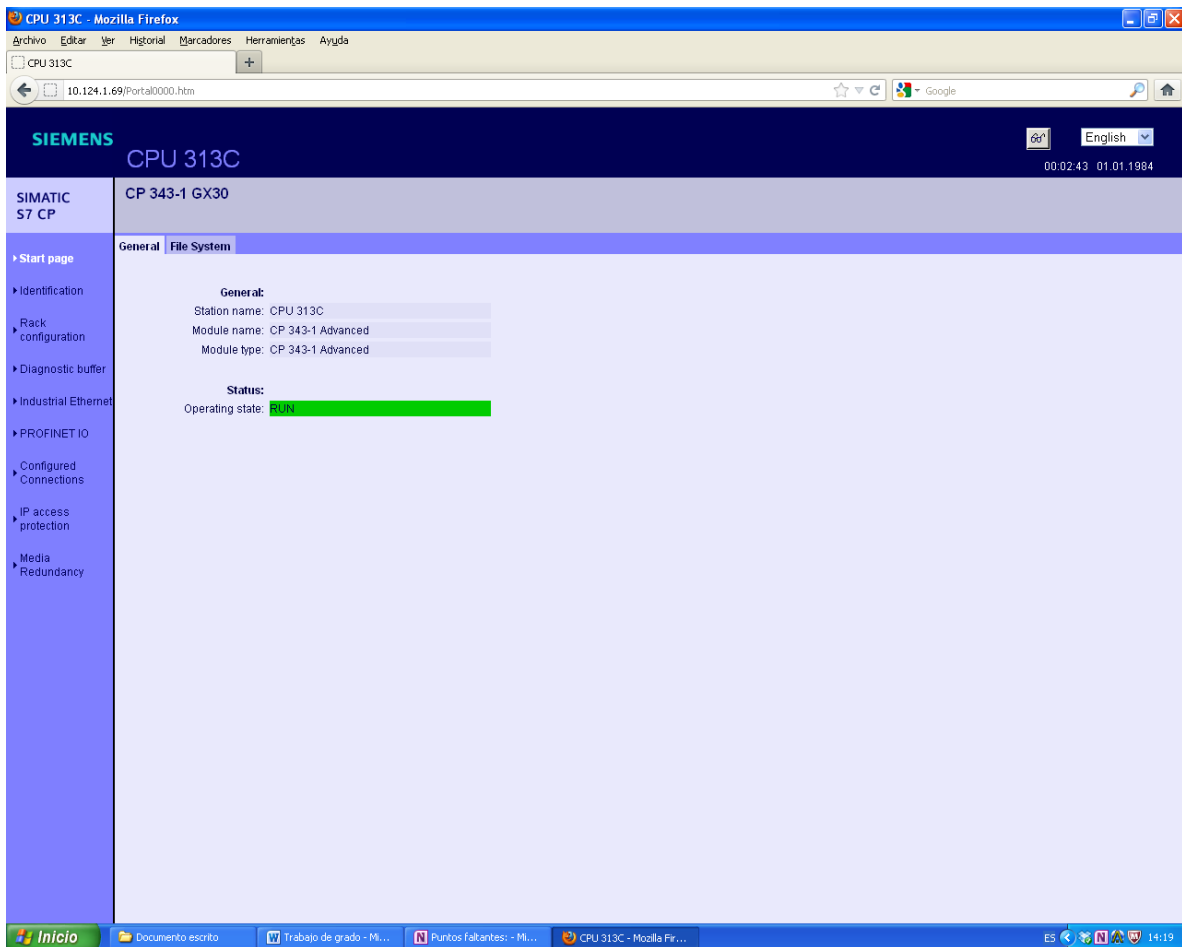 CPU 313C - Mozilla Firefox
Archivo Editar Ver Historial Marcadores Herramientas Ayuda
CPU 313C +
10.124.1.69/Portal0000.htm Google
SIEMENS
CPU 313C
English
00:02:43 01.01.1984
SIMATIC
S7 CP
CP 343-1 GX30
General File System
Start page
Identification
Rack
configuration
Diagnostic buffer
Industrial Ethernet
PROFINET IO
Configured
Connections
IP access
protection
Media
Redundancy
General:
Station name: CPU 313C
Module name: CP 343-1 Advanced
Module type: CP 343-1 Advanced
Status:
Operating state: RUN
Inicio Documento escrito Trabajo de grado - Mi... Puntos faltantes: - Mi... CPU 313C - Mozilla Fir... ES 14:19